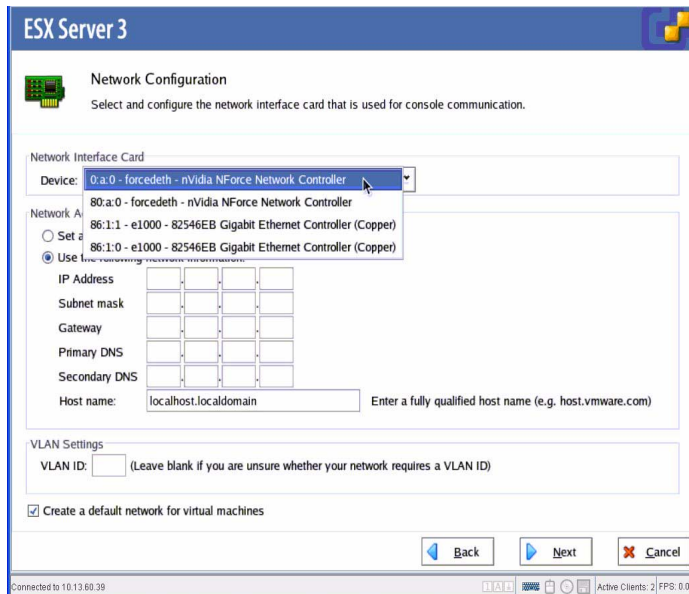 ESX Server 3
Network Configuration
Select and configure the network interface card that is used for console communication.
Network Interface Card
Device: 0:a:0 - forcedeth - nVidia NForce Network Controller
80:a:0 - forcedeth - nVidia NForce Network Controller
86:1:1 - e1000 - 82546EB Gigabit Ethernet Controller (Copper)
86:1:0 - e1000 - 82546EB Gigabit Ethernet Controller (Copper)
Network A
Set a
Use the following network information:
IP Address . . .
Subnet mask . . .
Gateway . . .
Primary DNS . . .
Secondary DNS . . .
Host name: localhost.localdomain Enter a fully qualified host name (e.g. host.vmware.com)
VLAN Settings
VLAN ID: (Leave blank if you are unsure whether your network requires a VLAN ID)
Create a default network for virtual machines
Back Next Cancel
Connected to 10.13.60.39 Active Clients: 2 FPS: 0.0